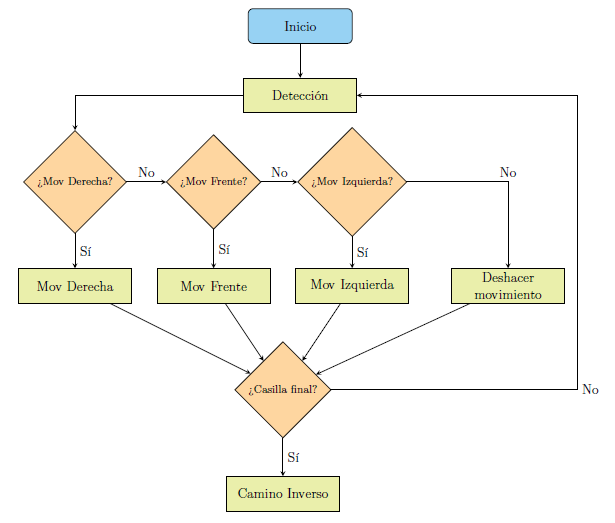 Inicio
Detección
¿Mov Derecha?
No
¿Mov Frente?
No
¿Mov Izquierda?
No
Sí
Sí
Sí
Mov Derecha
Mov Frente
Mov Izquierda
Deshacer
movimiento
¿Casilla final?
No
Sí
Camino Inverso